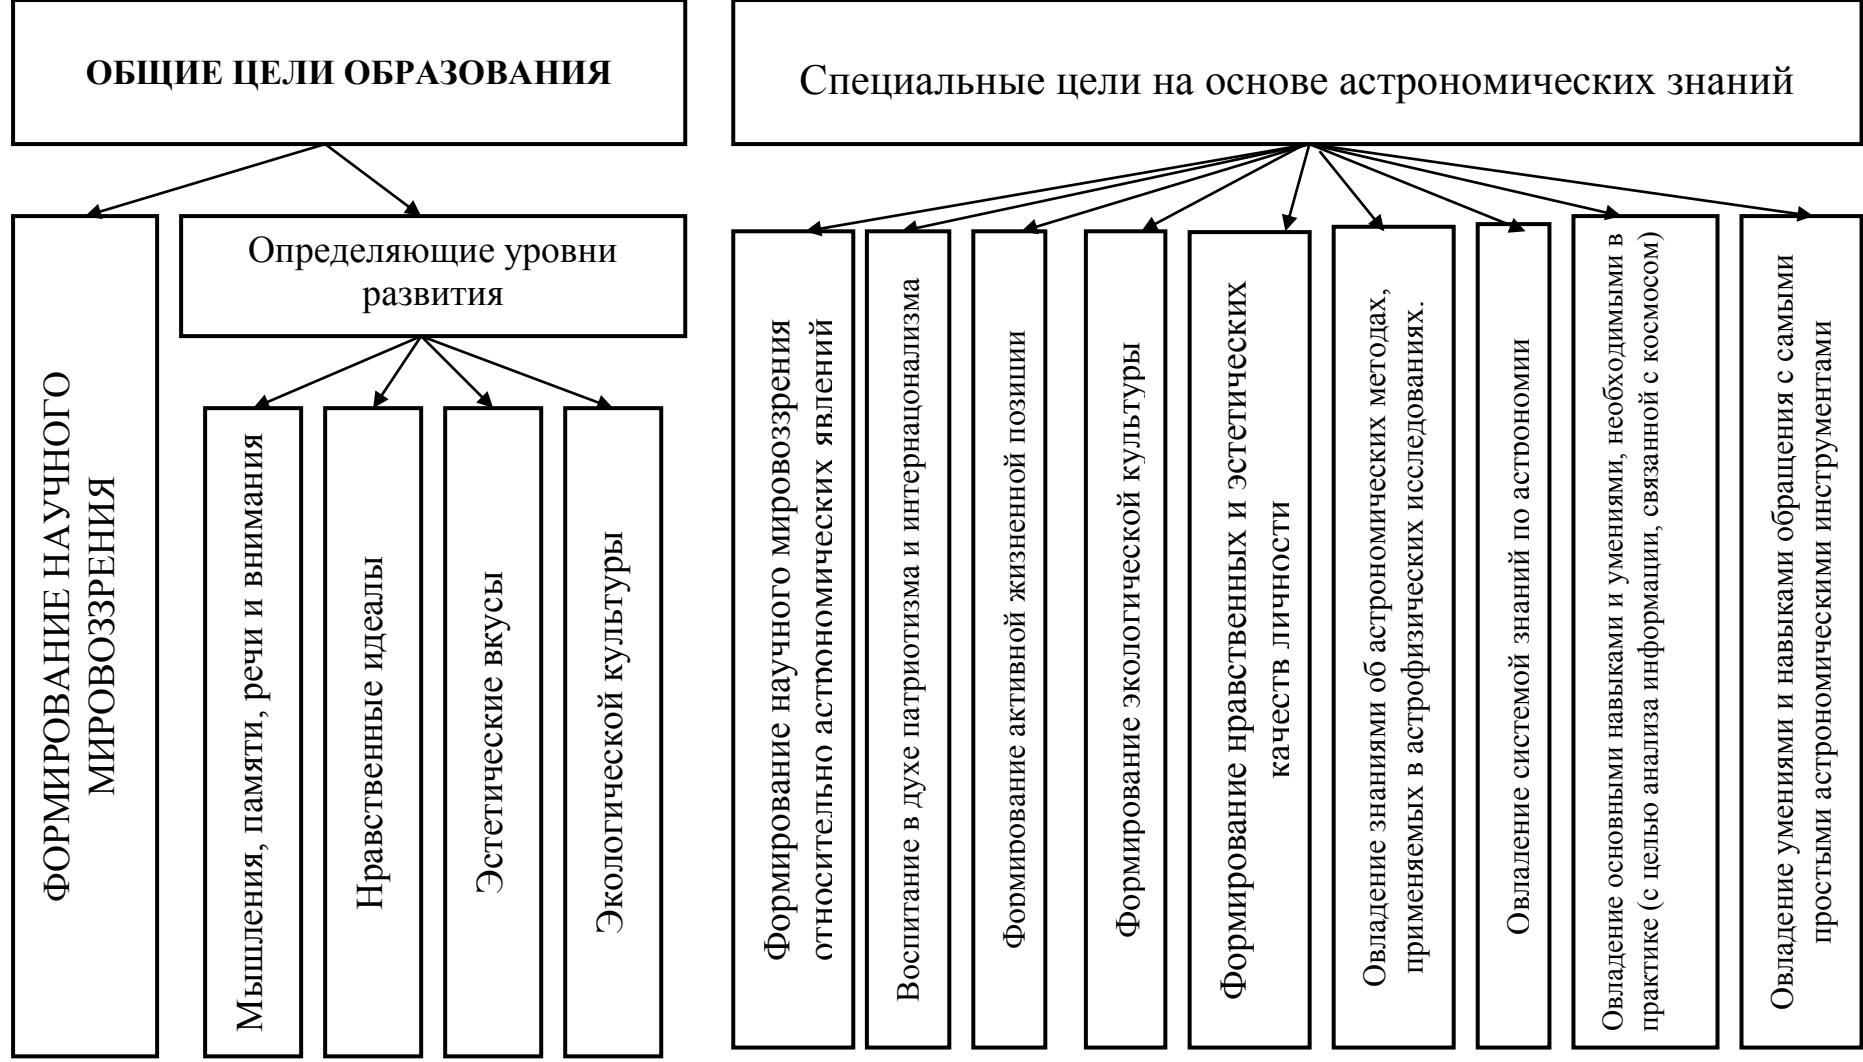 ОБЩИЕ ЦЕЛИ ОБРАЗОВАНИЯ
Специальные цели на основе астрономических знаний
ФОРМИРОВАНИЕ НАУЧНОГО
МИРОВОЗЗРЕНИЯ
Определяющие уровни
развития
Мышления, памяти, речи и внимания
Нравственные идеалы
Эстетические вкусы
Экологической культуры
Формирование научного мировоззрения
относительно астрономических явлений
Воспитание в духе патриотизма и интернационализма
Формирование активной жизненной позиции
Формирование экологической культуры
Формирование нравственных и эстетических
качеств личности
Овладение знаниями об астрономических методах,
применяемых в астрофизических исследованиях.
Овладение системой знаний по астрономии
Овладение основными навыками и умениями, необходимыми в
практике (с целью анализа информации, связанной с космосом)
Овладение умениями и навыками обращения с самыми
простыми астрономическими инструментами